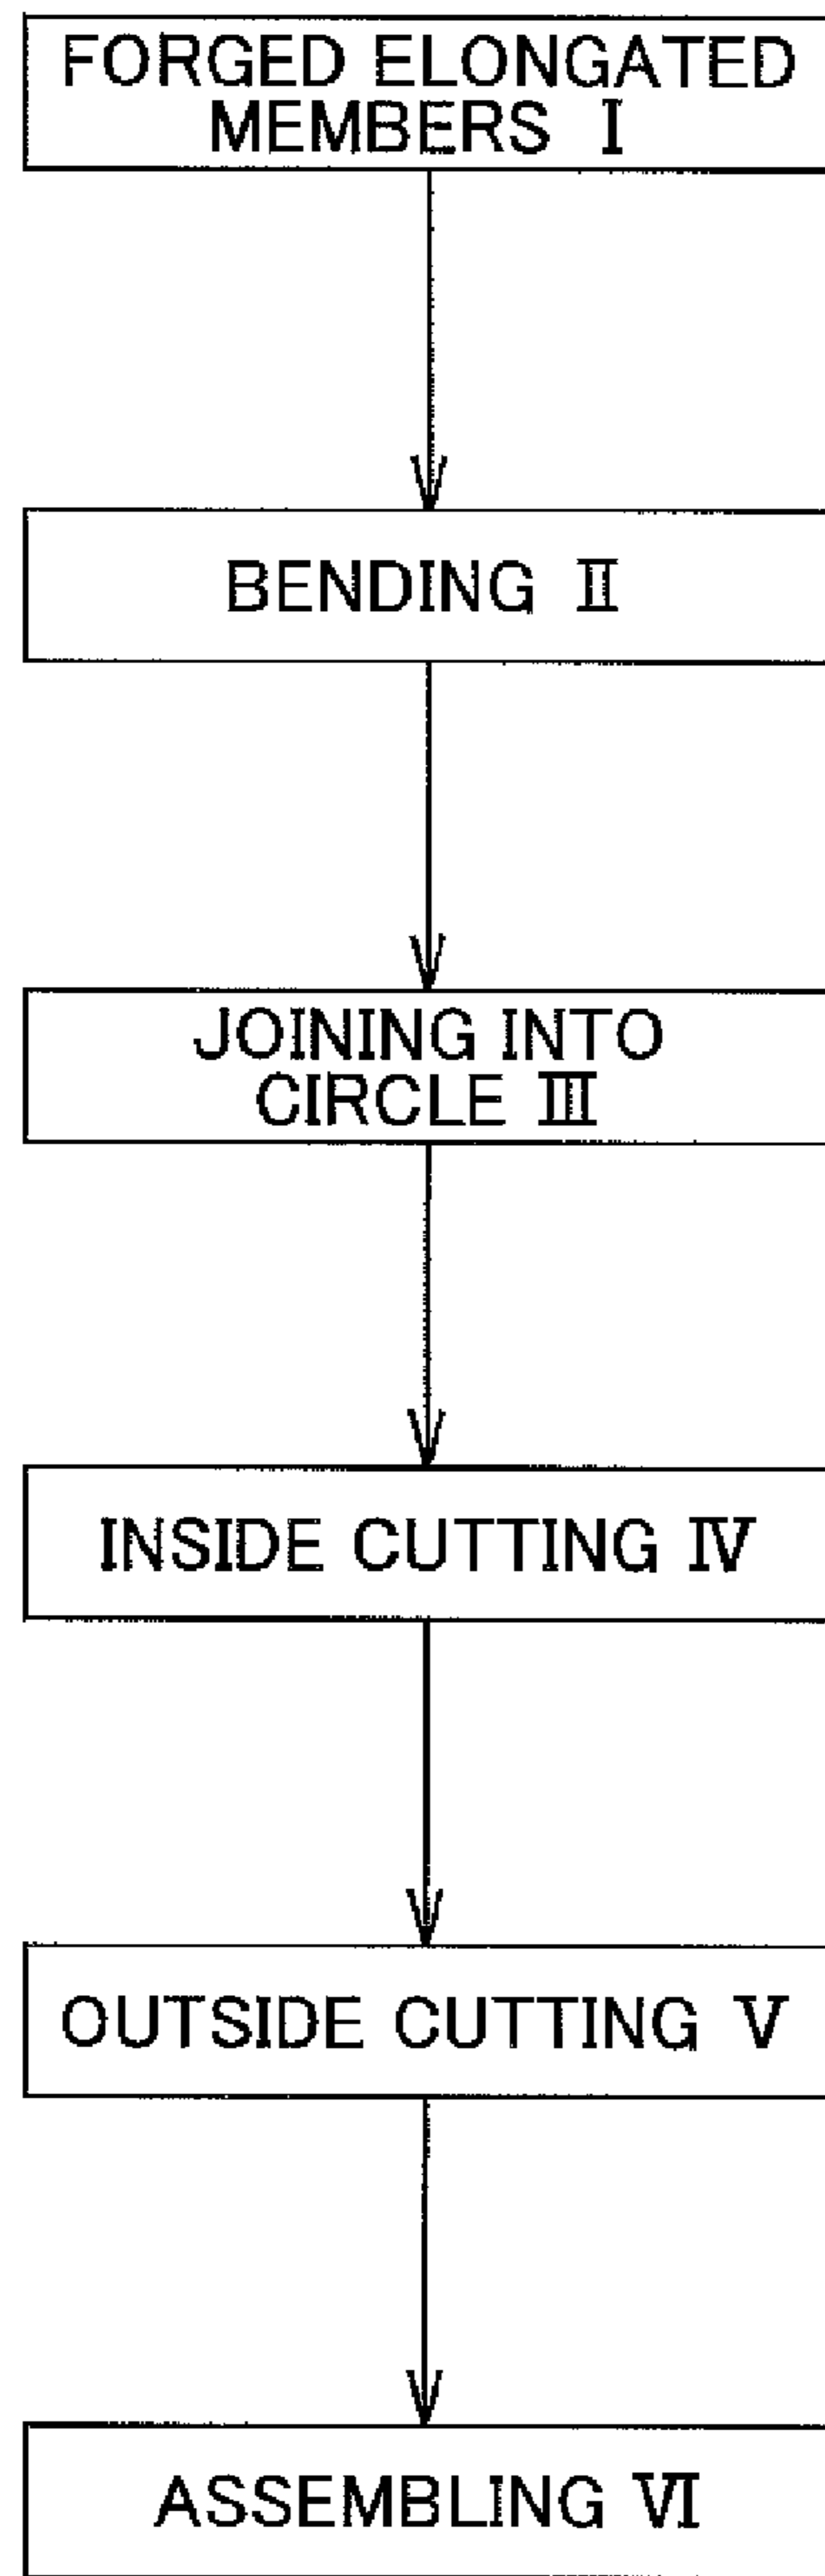 FORGED ELONGATED
MEMBERS Ⅰ
BENDING Ⅱ
JOINING INTO
CIRCLE Ⅲ
INSIDE CUTTING Ⅳ
OUTSIDE CUTTING Ⅴ
ASSEMBLING Ⅵ